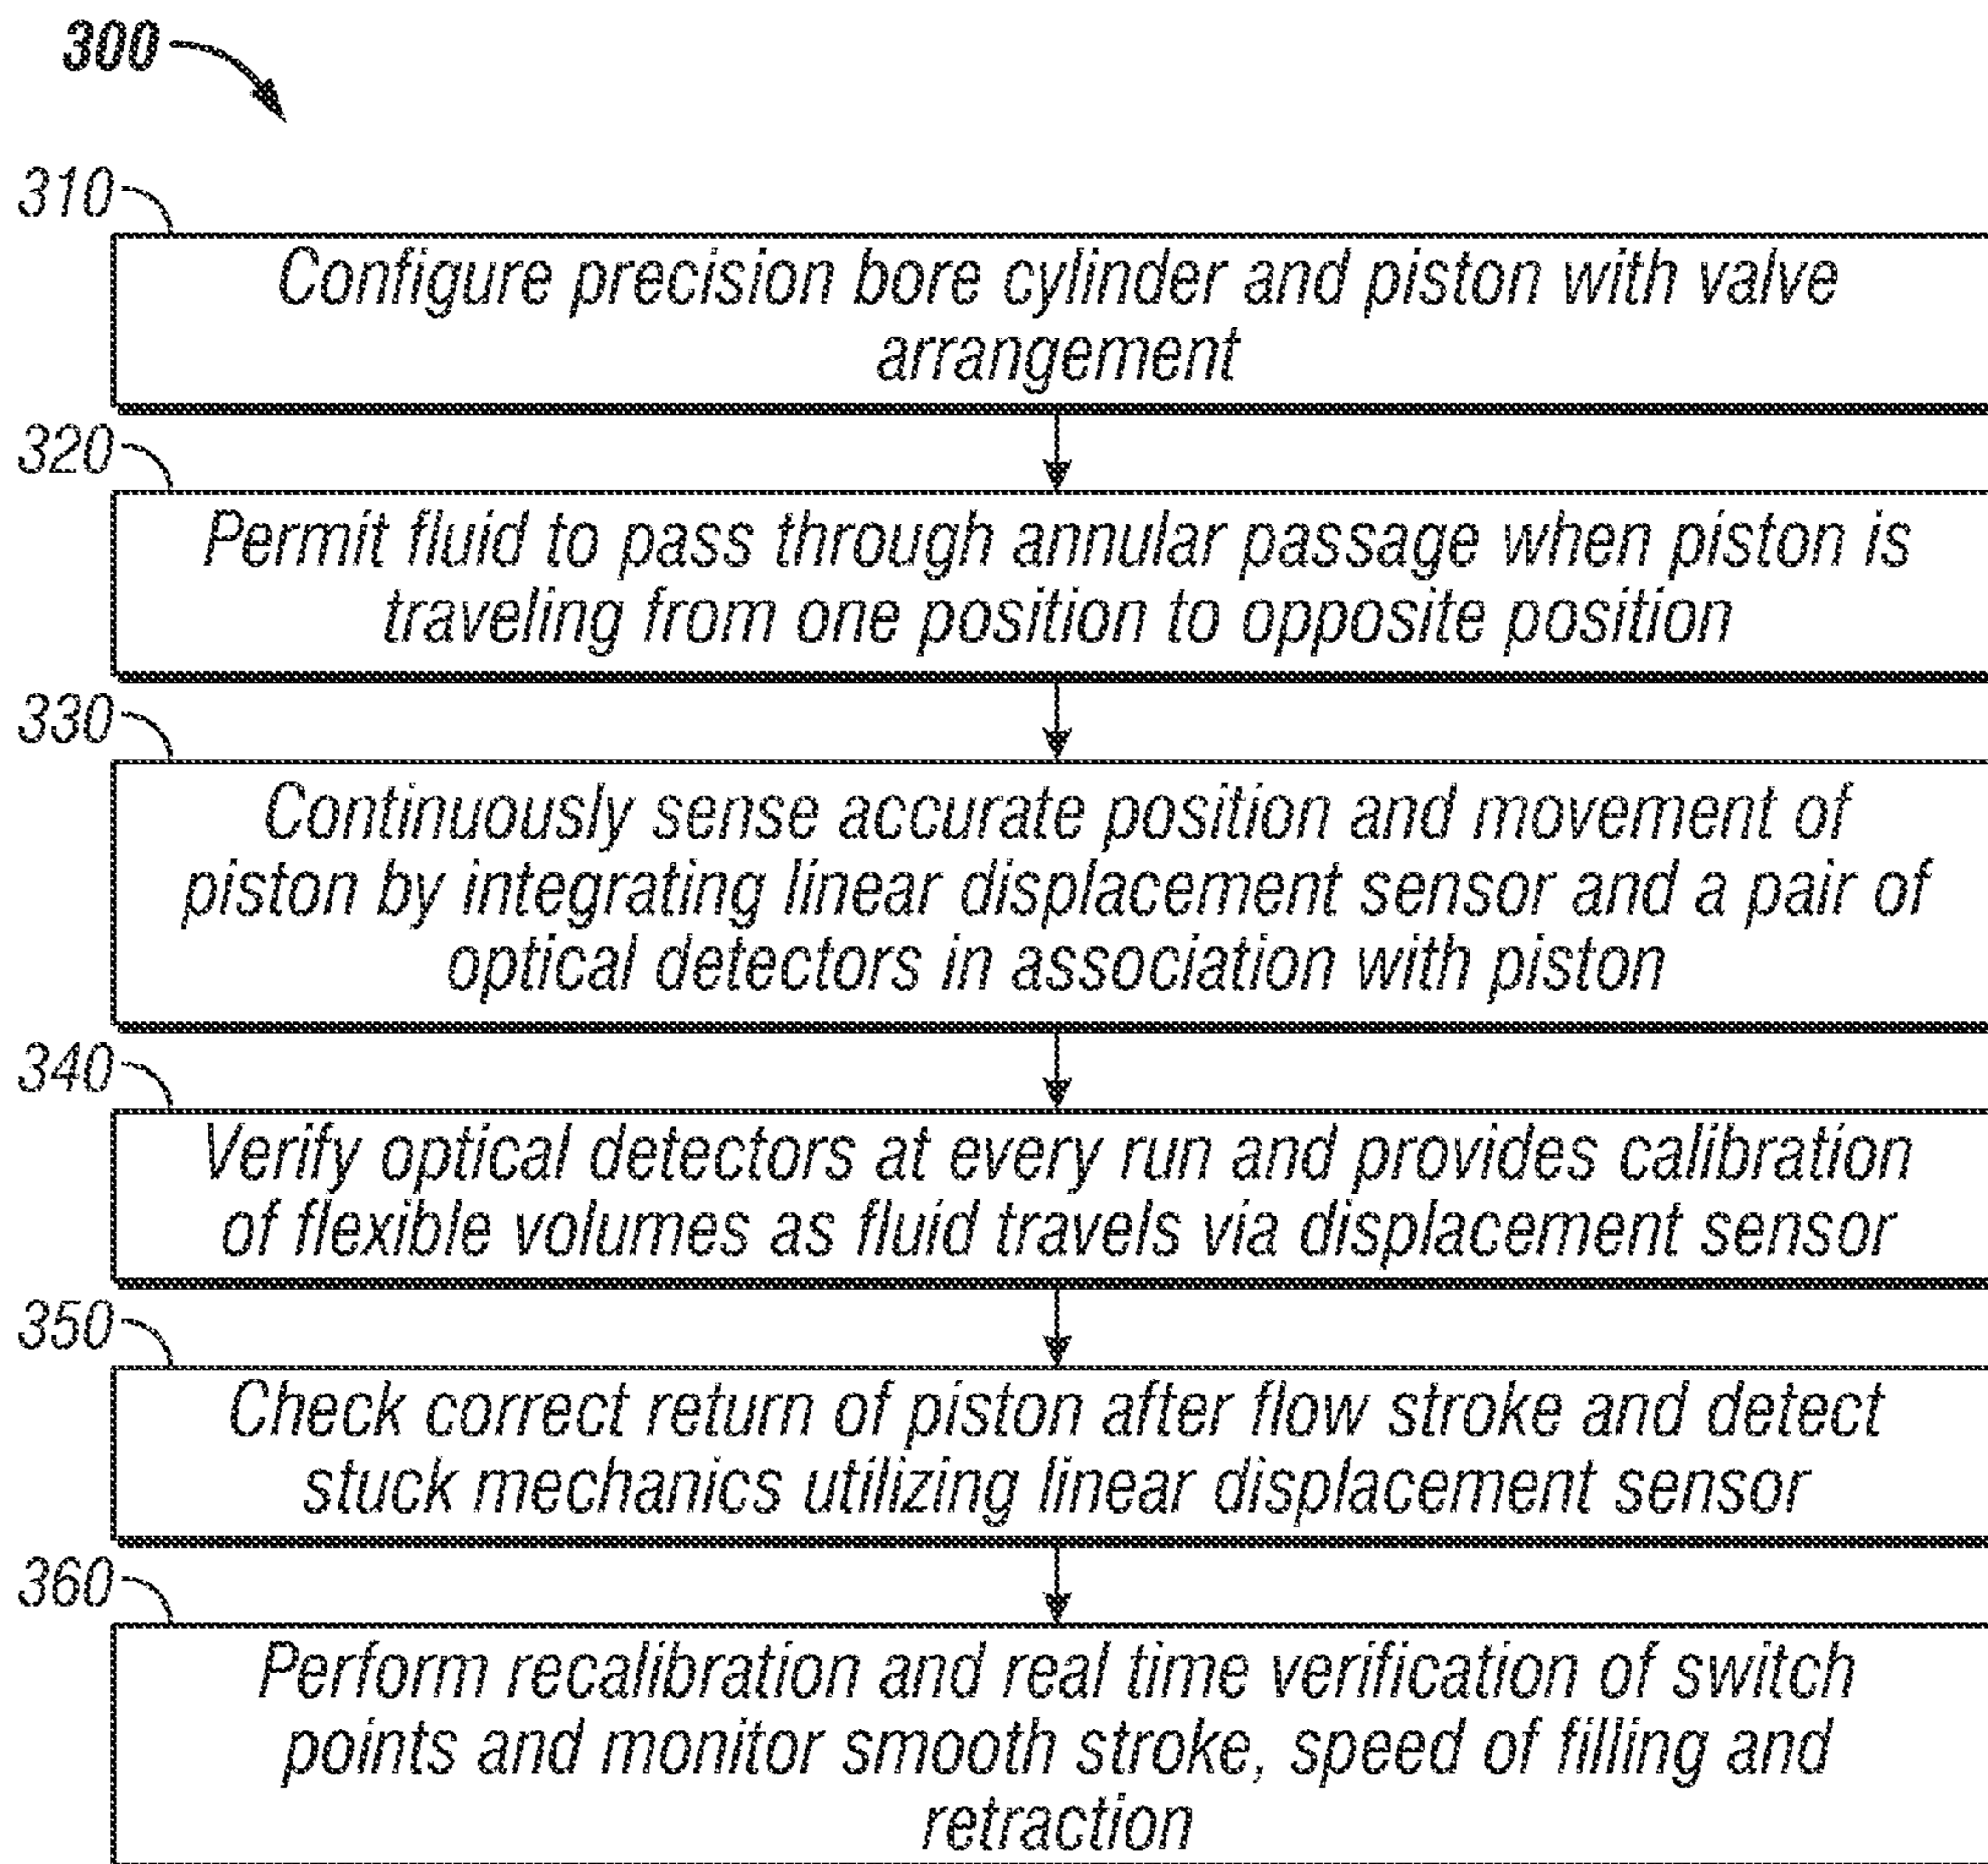 300
310
Configure precision bore cylinder and piston with valve
arrangement
320
Permit fluid to pass through annular passage when piston is
traveling from one position to opposite position
330
Continuously sense accurate position and movement of
piston by integrating linear displacement sensor and a pair of
optical detectors in association with piston
340
Verify optical detectors at every run and provides calibration
of flexible volumes as fluid travels via displacement sensor
350
Check correct return of piston after flow stroke and detect
stuck mechanics utilizing linear displacement sensor
360
Perform recalibration and real time verification of switch
points and monitor smooth stroke, speed of filling and
retraction